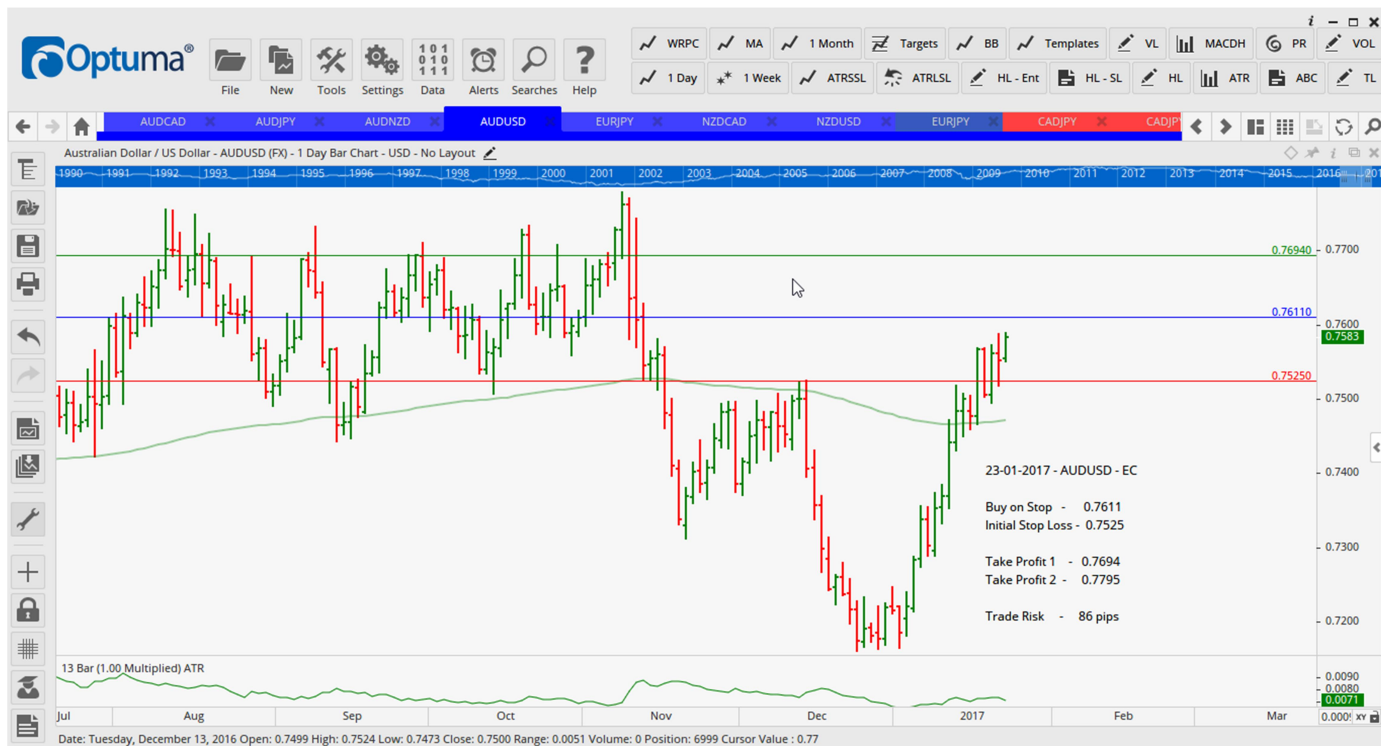 i
Optuma®
File
New
Tools
Settings
101
010
111
Data
Alerts
Searches
?
Help
WRPC
MA
1 Month
Targets
BB
Templates
VL
MACDH
PR
VOL
1 Day
1 Week
ATRSSL
ATRLSL
HL - Ent
HL - SL
HL
ATR
ABC
TL
AUDCAD
AUDJPY
AUDNZD
AUDUSD
EURJPY
NZDCAD
NZDUSD
EURJPY
CADJPY
CADJPY
Australian Dollar / US Dollar - AUDUSD (FX) - 1 Day Bar Chart - USD - No Layout
1990 1991 1992 1993 1994 1995 1996 1997 1998 1999 2000 2001 2002 2003 2004 2005 2006 2007 2008 2009 2010 2011 2012 2013 2014 2015 2016
0.76940
0.7700
0.76110
0.7600
0.7583
0.75250
0.7500
0.7400
0.7300
0.7200
23-01-2017 - AUDUSD - EC
Buy on Stop - 0.7611
Initial Stop Loss - 0.7525
Take Profit 1 - 0.7694
Take Profit 2 - 0.7795
Trade Risk - 86 pips
13 Bar (1.00 Multiplied) ATR
0.0090
0.0080
0.0071
Jul Aug Sep Oct Nov Dec 2017 Feb Mar
XY
Date: Tuesday, December 13, 2016 Open: 0.7499 High: 0.7524 Low: 0.7473 Close: 0.7500 Range: 0.0051 Volume: 0 Position: 6999 Cursor Value : 0.77